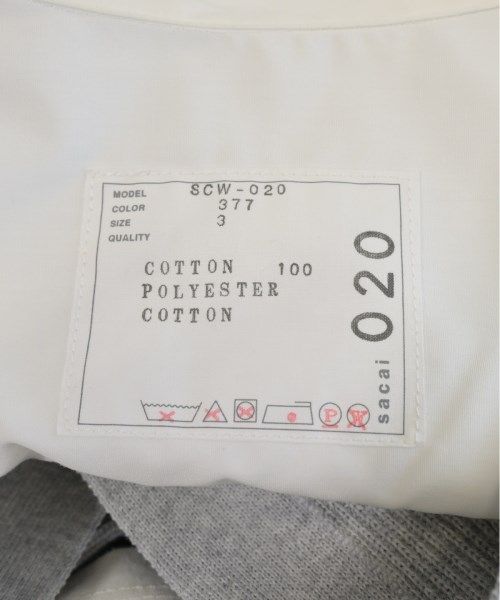 MODEL SCW-020
COLOR 377
SIZE 3
QUALITY
COTTON 100
POLYESTER
COTTON
sacai 020
P W